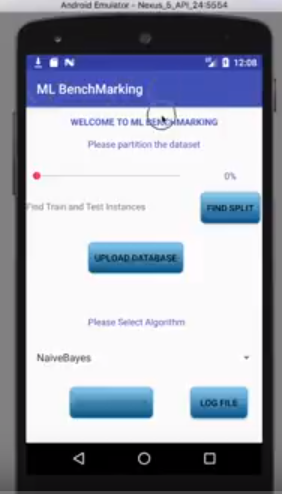 Android Emulator - Nexus_5_API_24:5554
12:08
ML BenchMarking
WELCOME TO ML BENCHMARKING
Please partition the dataset
0%
Find Train and Test Instances
FIND SPLIT
UPLOAD DATABASE
Please Select Algorithm
NaiveBayes
LOG FILE